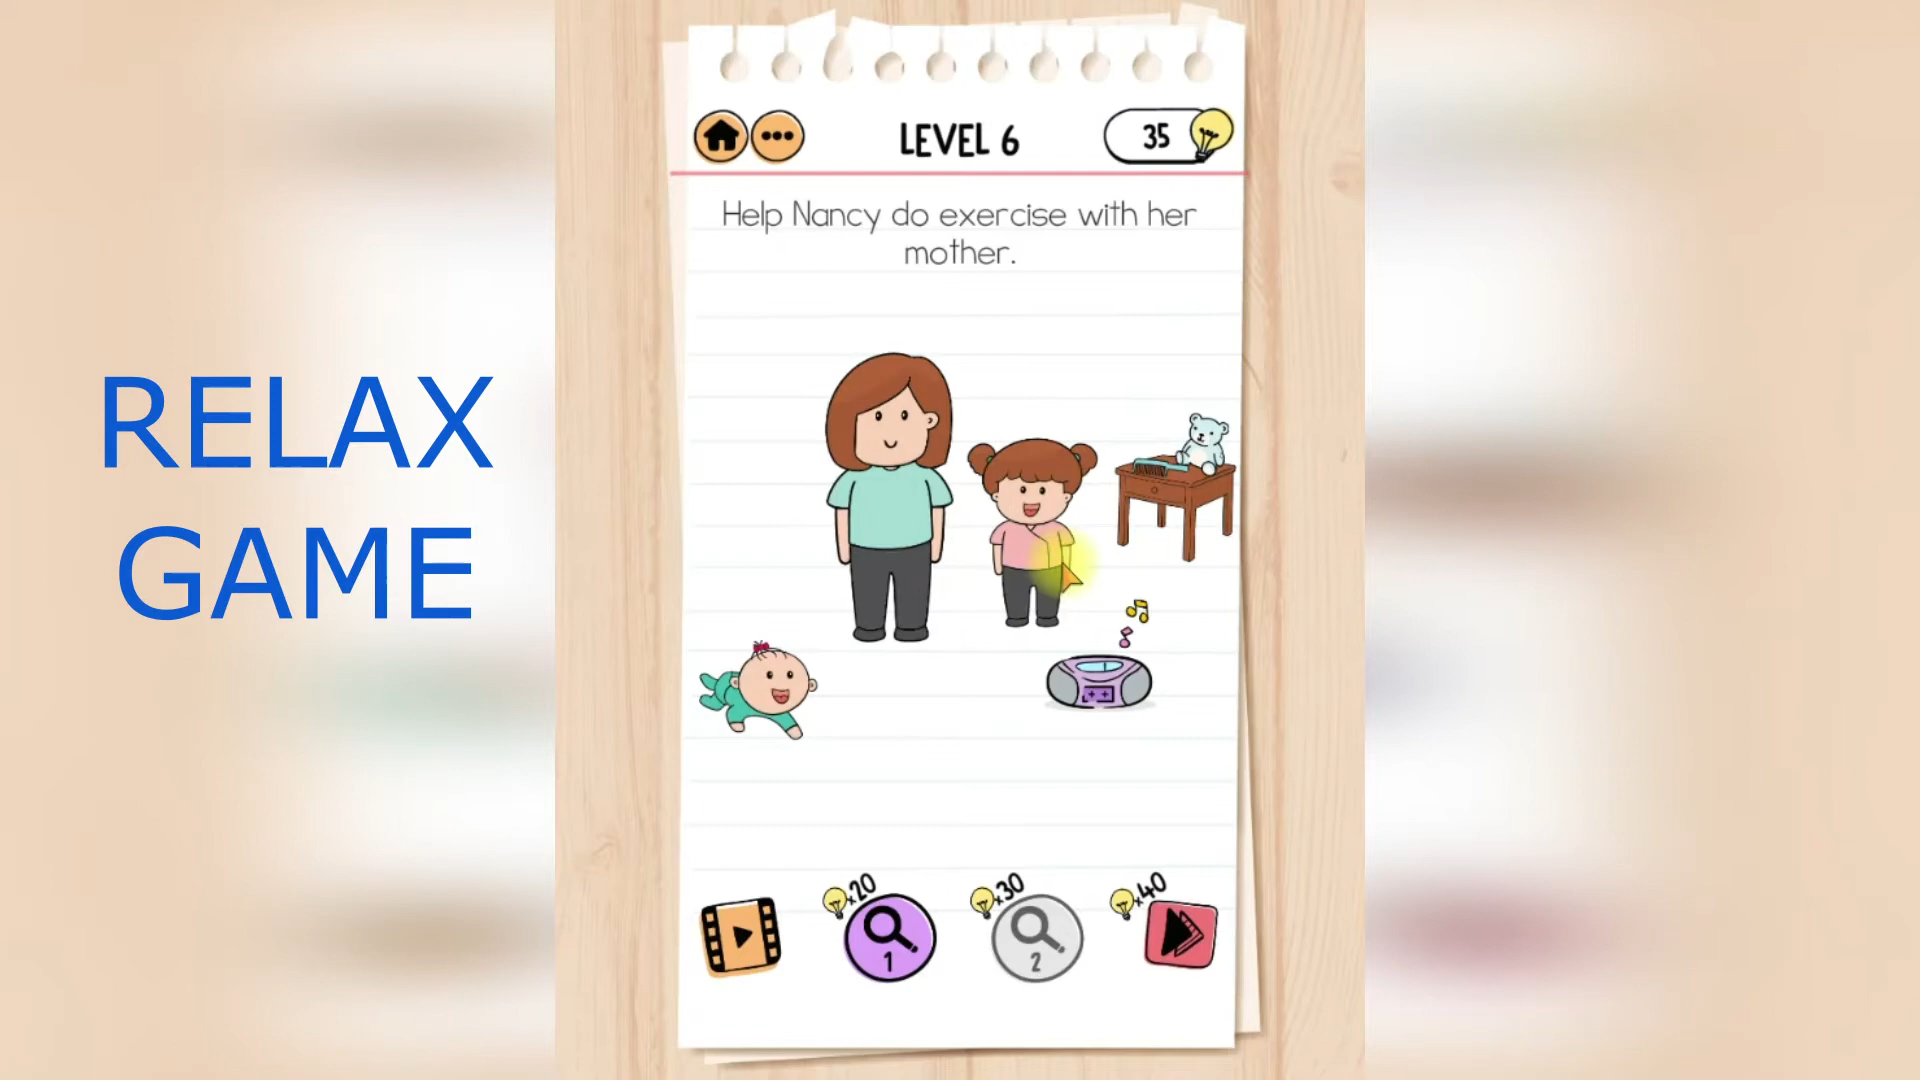 RELAX
GAME
LEVEL 6
35
Help Nancy do exercise with her
mother.
x20
1
x30
2
x40